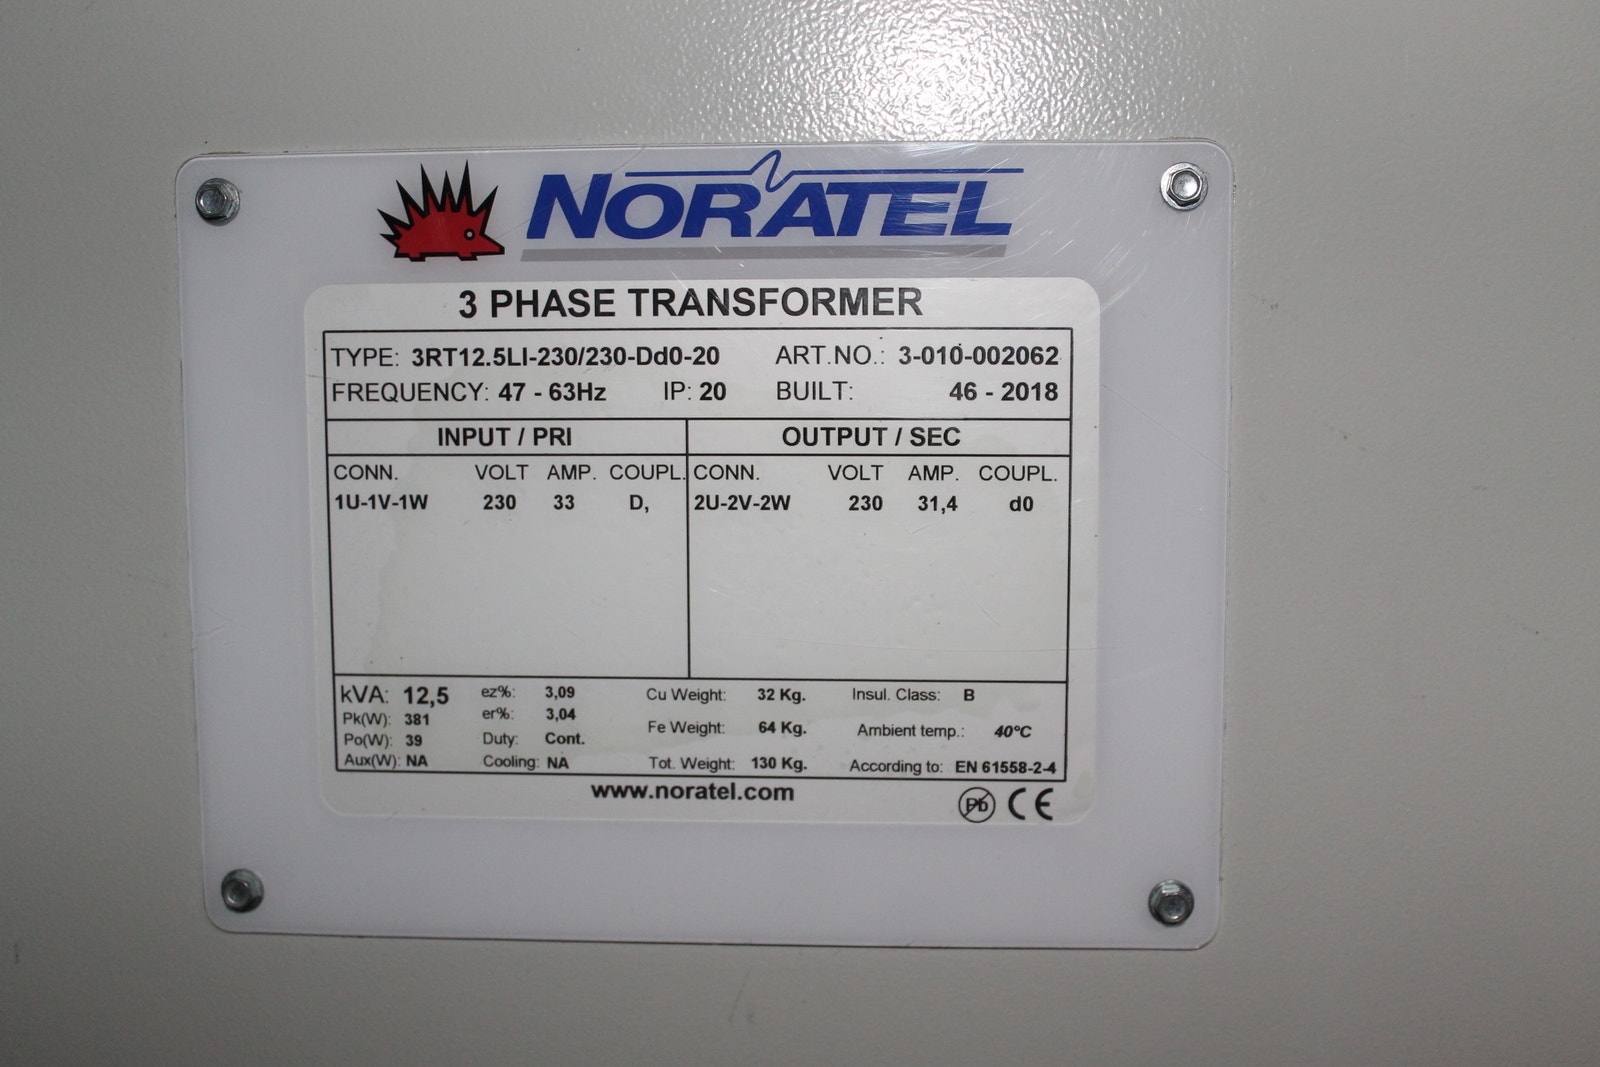 NORATEL
3 PHASE TRANSFORMER
TYPE: 3RT12.5LI-230/230-Dd0-20 ART.NO.: 3-010-002062
FREQUENCY: 47 - 63Hz IP: 20 BUILT: 46 - 2018
INPUT / PRI OUTPUT / SEC
CONN. VOLT AMP. COUPL. CONN. VOLT AMP. COUPL.
1U-1V-1W 230 33 D, 2U-2V-2W 230 31,4 d0
kVA: 12,5 ez%: 3,09 Cu Weight: 32 Kg. Insul. Class: B
Pk(W): 381 er%: 3,04 Fe Weight: 64 Kg. Ambient temp.: 40°C
Po(W): 39 Duty: Cont.
Aux(W): NA Cooling: NA Tot. Weight: 130 Kg. According to: EN 61558-2-4
www.noratel.com
Pb CE